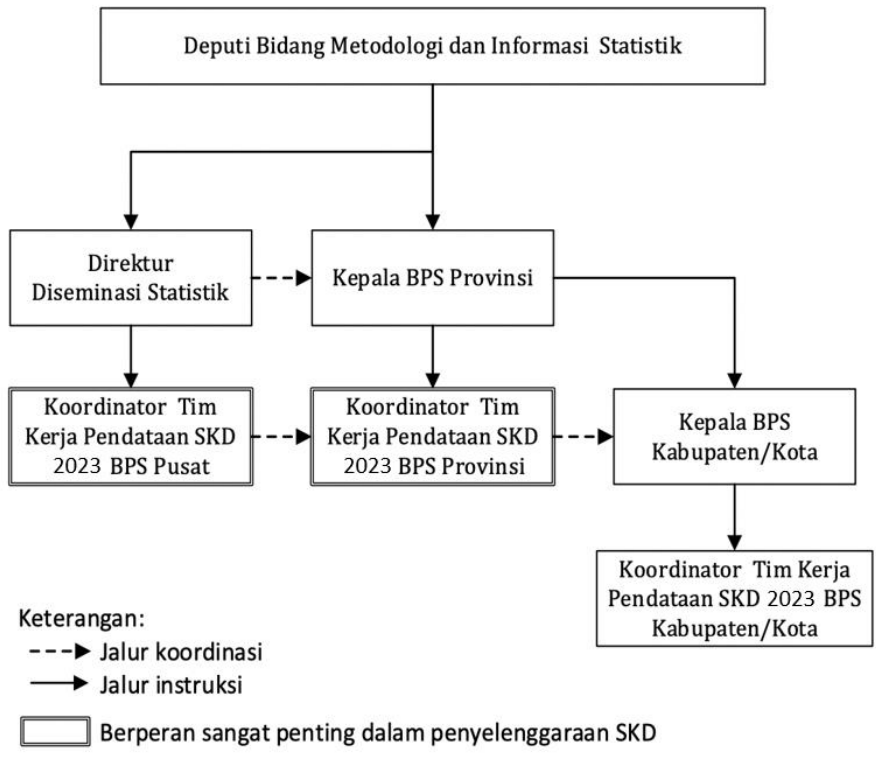 Deputi Bidang Metodologi dan Informasi Statistik
Direktur
Diseminasi Statistik
Kepala BPS Provinsi
Koordinator Tim
Kerja Pendataan SKD
2023 BPS Pusat
Koordinator Tim
Kerja Pendataan SKD
2023 BPS Provinsi
Kepala BPS
Kabupaten/Kota
Koordinator Tim Kerja
Pendataan SKD 2023 BPS
Kabupaten/Kota
Keterangan:
Jalur koordinasi
Jalur instruksi
Berperan sangat penting dalam penyelenggaraan SKD